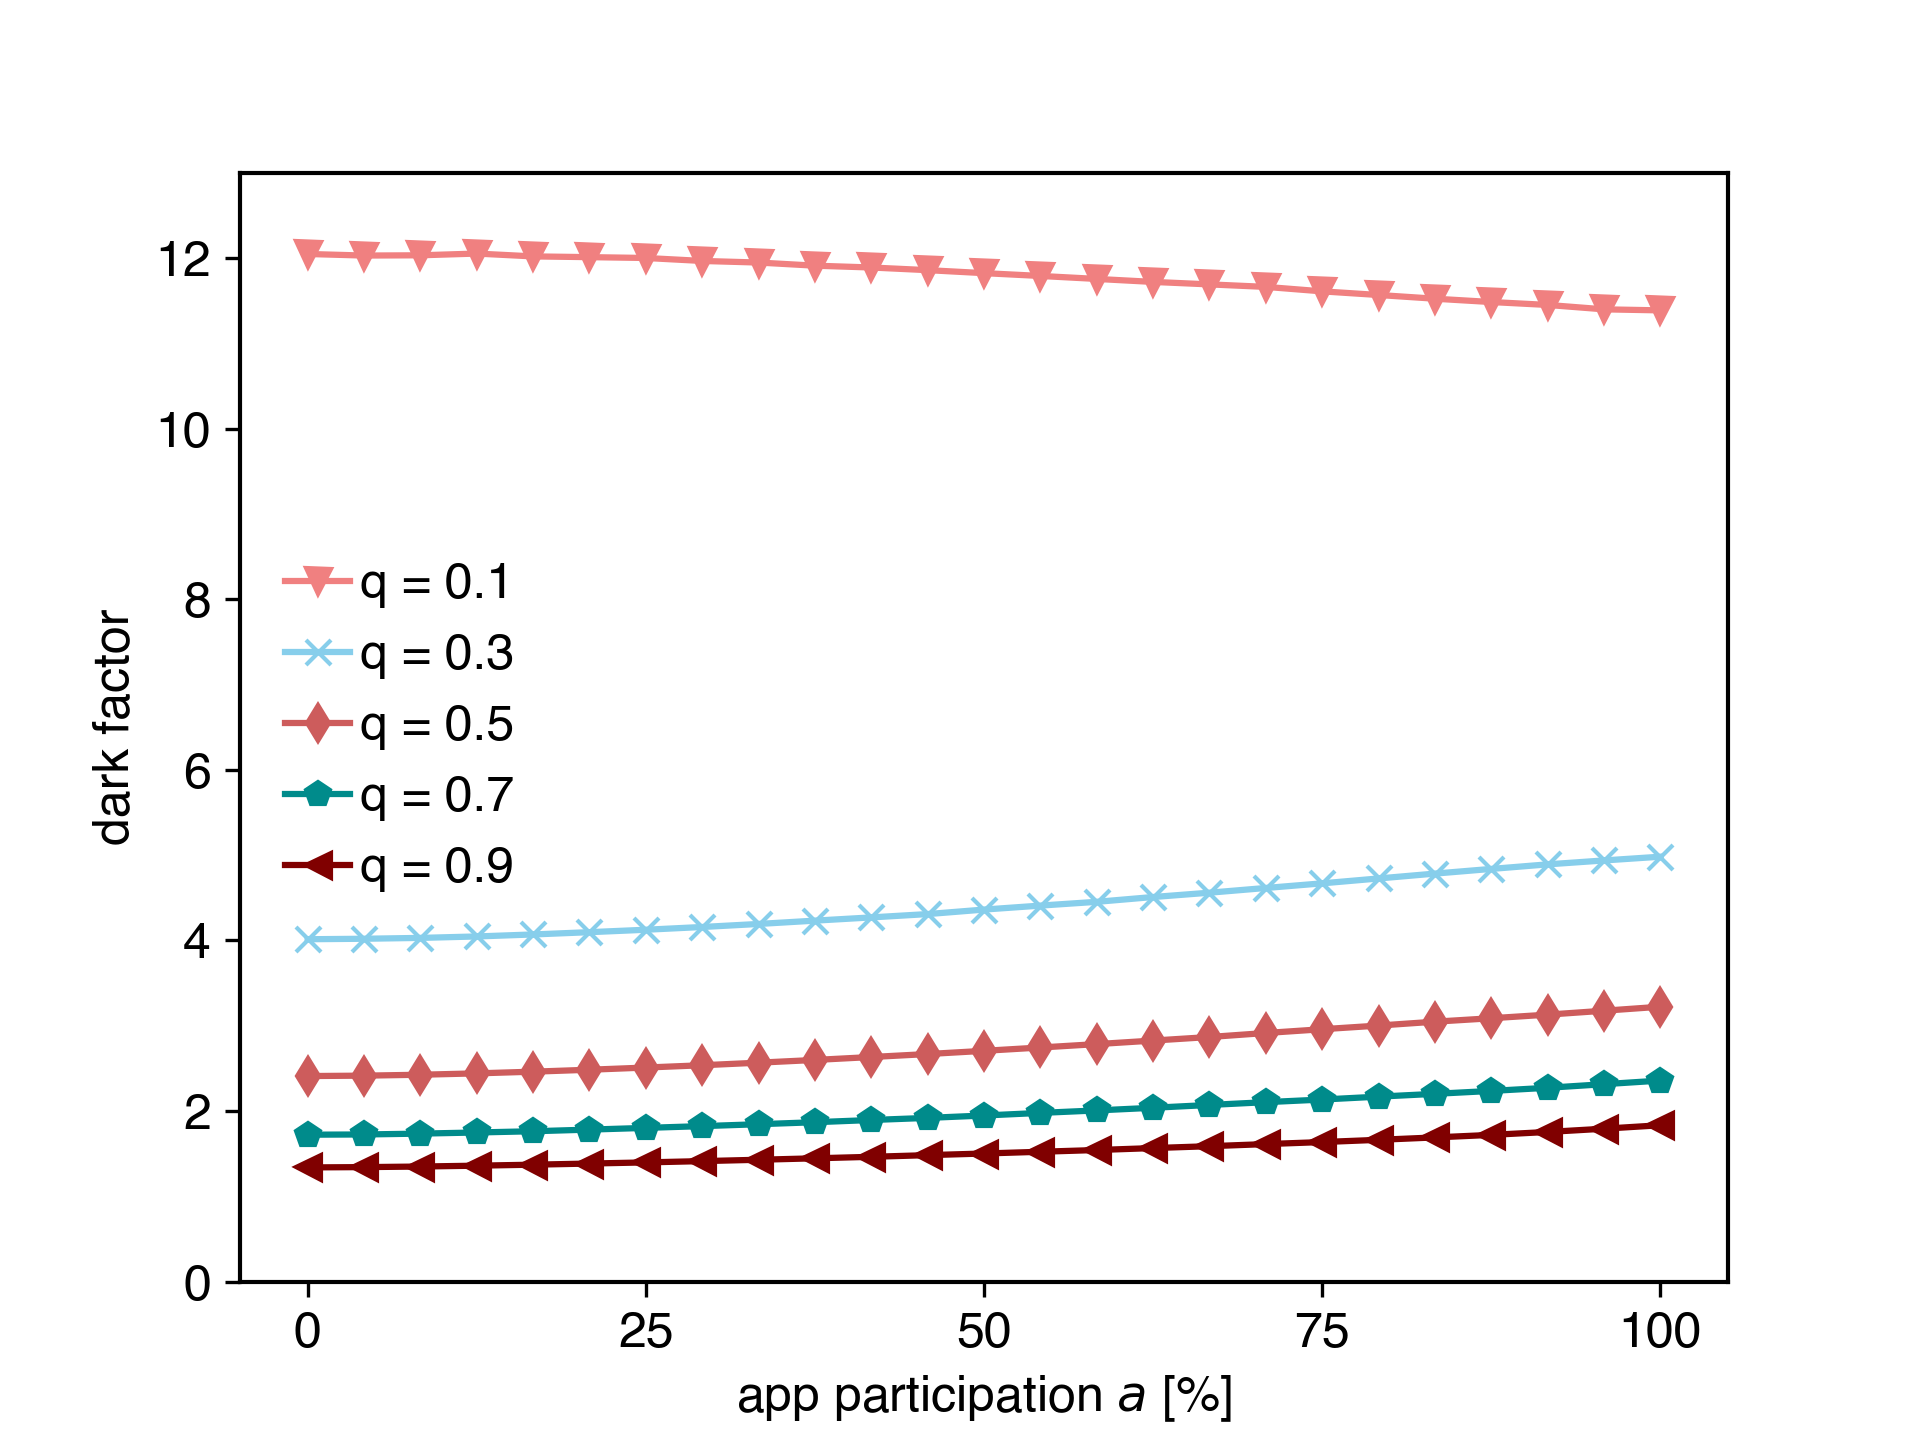 12
10
8
6
4
2
0
dark factor
q = 0.1
q = 0.3
q = 0.5
q = 0.7
q = 0.9
0 25 50 75 100
app participation a [%]